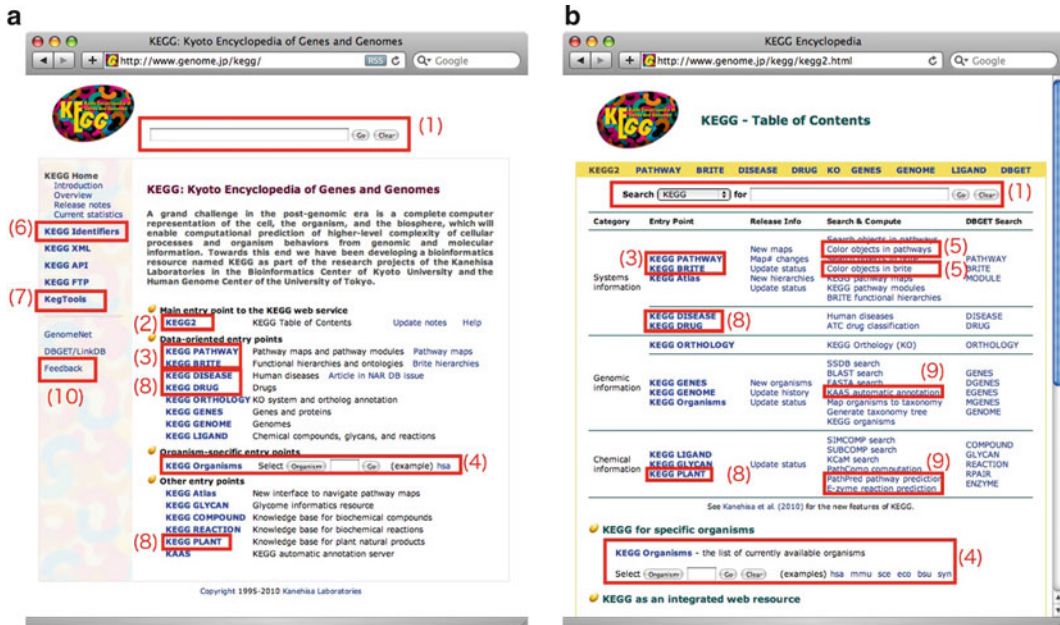 a
KEGG: Kyoto Encyclopedia of Genes and Genomes
http://www.genome.jp/kegg/ RSS Google
KEGG
(1)
Go Clear
KEGG Home
Introduction
Overview
Release notes
Current statistics
(6)
KEGG Identifiers
KEGG XML
KEGG API
KEGG FTP
(7)
KegTools
GenomeNet
DBGET/LinkDB
Feedback
(10)
KEGG: Kyoto Encyclopedia of Genes and Genomes
A grand challenge in the post-genomic era is a complete computer
representation of the cell, the organism, and the biosphere, which will
enable computational prediction of higher-level complexity of cellular
processes and organism behaviors from genomic and molecular
information. Towards this end we have been developing a bioinformatics
resource named KEGG as part of the research projects of the Kanehisa
Laboratories in the Bioinformatics Center of Kyoto University and the
Human Genome Center of the University of Tokyo.
Main entry point to the KEGG web service
(2) KEGG2 KEGG Table of Contents Update notes Help
Data-oriented entry points
(3) KEGG PATHWAY Pathway maps and pathway modules Pathway maps
KEGG BRITE Functional hierarchies and ontologies Brite hierarchies
(8) KEGG DISEASE Human diseases Article in NAR DB issue
KEGG DRUG Drugs
KEGG ORTHOLOGY KO system and ortholog annotation
KEGG GENES Genes and proteins
KEGG GENOME Genomes
KEGG LIGAND Chemical compounds, glycans, and reactions
Organism-specific entry points
KEGG Organisms Select Organism Go (example) hsa (4)
Other entry points
KEGG Atlas New interface to navigate pathway maps
KEGG GLYCAN Glycome informatics resource
KEGG COMPOUND Knowledge base for biochemical compounds
KEGG REACTION Knowledge base for biochemical reactions
(8) KEGG PLANT Knowledge base for plant natural products
KAAS KEGG automatic annotation server
Copyright 1995-2010 Kanehisa Laboratories
b
KEGG Encyclopedia
http://www.genome.jp/kegg/kegg2.html Google
KEGG
KEGG - Table of Contents
KEGG2 PATHWAY BRITE DISEASE DRUG KO GENES GENOME LIGAND DBGET
Search KEGG for Go Clear (1)
Category Entry Point Release Info Search & Compute DBGET Search
Systems information
(3) KEGG PATHWAY
KEGG BRITE
KEGG Atlas
New maps
Map# changes
Update status
New hierarchies
Update status
Search objects in pathways
Color objects in pathways (5)
Search objects in brite
Color objects in brite (5)
KEGG pathway maps
KEGG pathway modules
BRITE functional hierarchies
PATHWAY
BRITE
MODULE
KEGG DISEASE (8) Human diseases DISEASE
KEGG DRUG ATC drug classification DRUG
Genomic information
KEGG ORTHOLOGY KEGG Orthology (KO) ORTHOLOGY
KEGG GENES
KEGG GENOME
KEGG Organisms
New organisms
Update history
Update status
SSDB search
BLAST search (9)
FASTA search
KAAS automatic annotation
Map organisms to taxonomy
Generate taxonomy tree
KEGG organisms
GENES
DGENES
EGENES
MGENES
GENOME
Chemical information
KEGG LIGAND
KEGG GLYCAN
KEGG PLANT (8)
Update status
SIMCOMP search
SUBCOMP search
KCaM search (9)
PathComp computation
PathPred pathway prediction
E-zyme reaction prediction
COMPOUND
GLYCAN
REACTION
RPAIR
ENZYME
See Kanehisa et al. (2010) for the new features of KEGG.
KEGG for specific organisms
KEGG Organisms - the list of currently available organisms (4)
Select Organism Go Clear (examples) hsa mmu sce eco bsu syn
KEGG as an integrated web resource